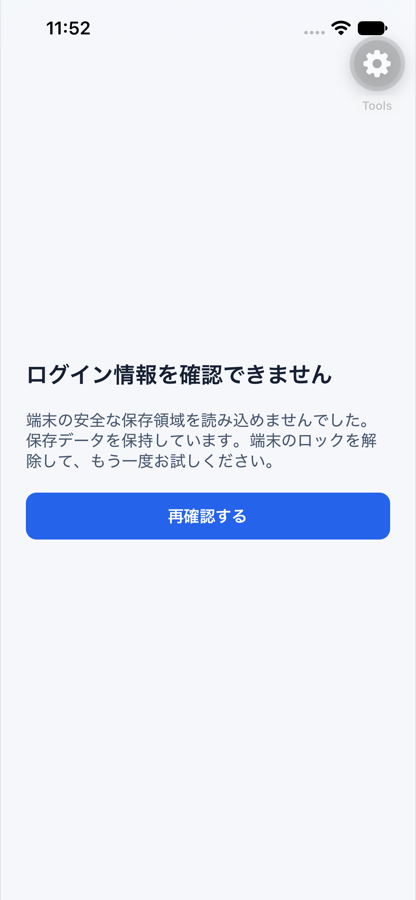 11:52
Tools
ログイン情報を確認できません
端末の安全な保存領域を読み込めませんでした。
保存データを保持しています。端末のロックを解
除して、もう一度お試しください。
再確認する